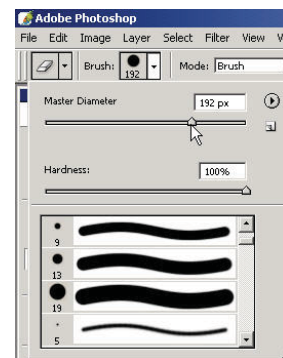 Adobe Photoshop
File Edit Image Layer Select Filter View
Brush: 192 Mode: Brush
Master Diameter 192 px
Hardness: 100%
9
13
19
5